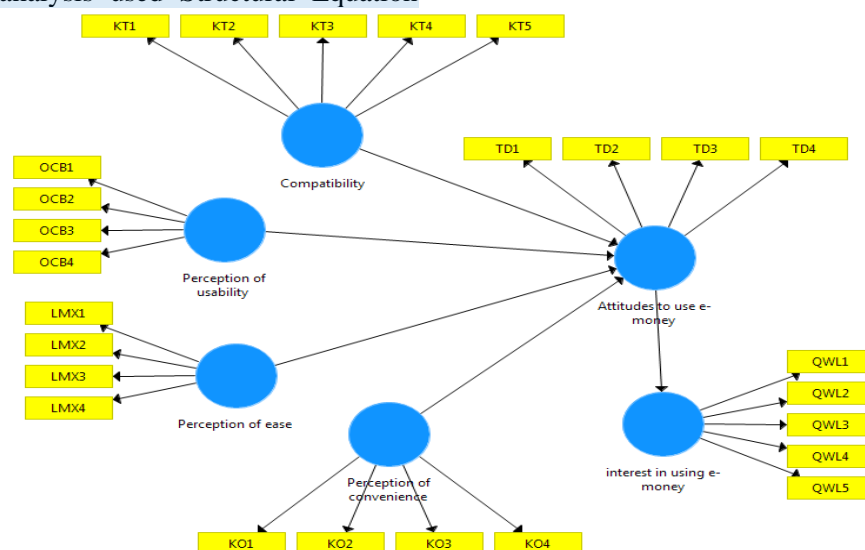 analysis used Structural Equation
KT1
KT2
KT3
KT4
KT5
Compatibility
TD1
TD2
TD3
TD4
OCB1
OCB2
OCB3
OCB4
Perception of
usability
Attitudes to use e-
money
LMX1
LMX2
LMX3
LMX4
Perception of ease
QWL1
QWL2
QWL3
QWL4
QWL5
interest in using e-
money
Perception of
convenience
KO1
KO2
KO3
KO4